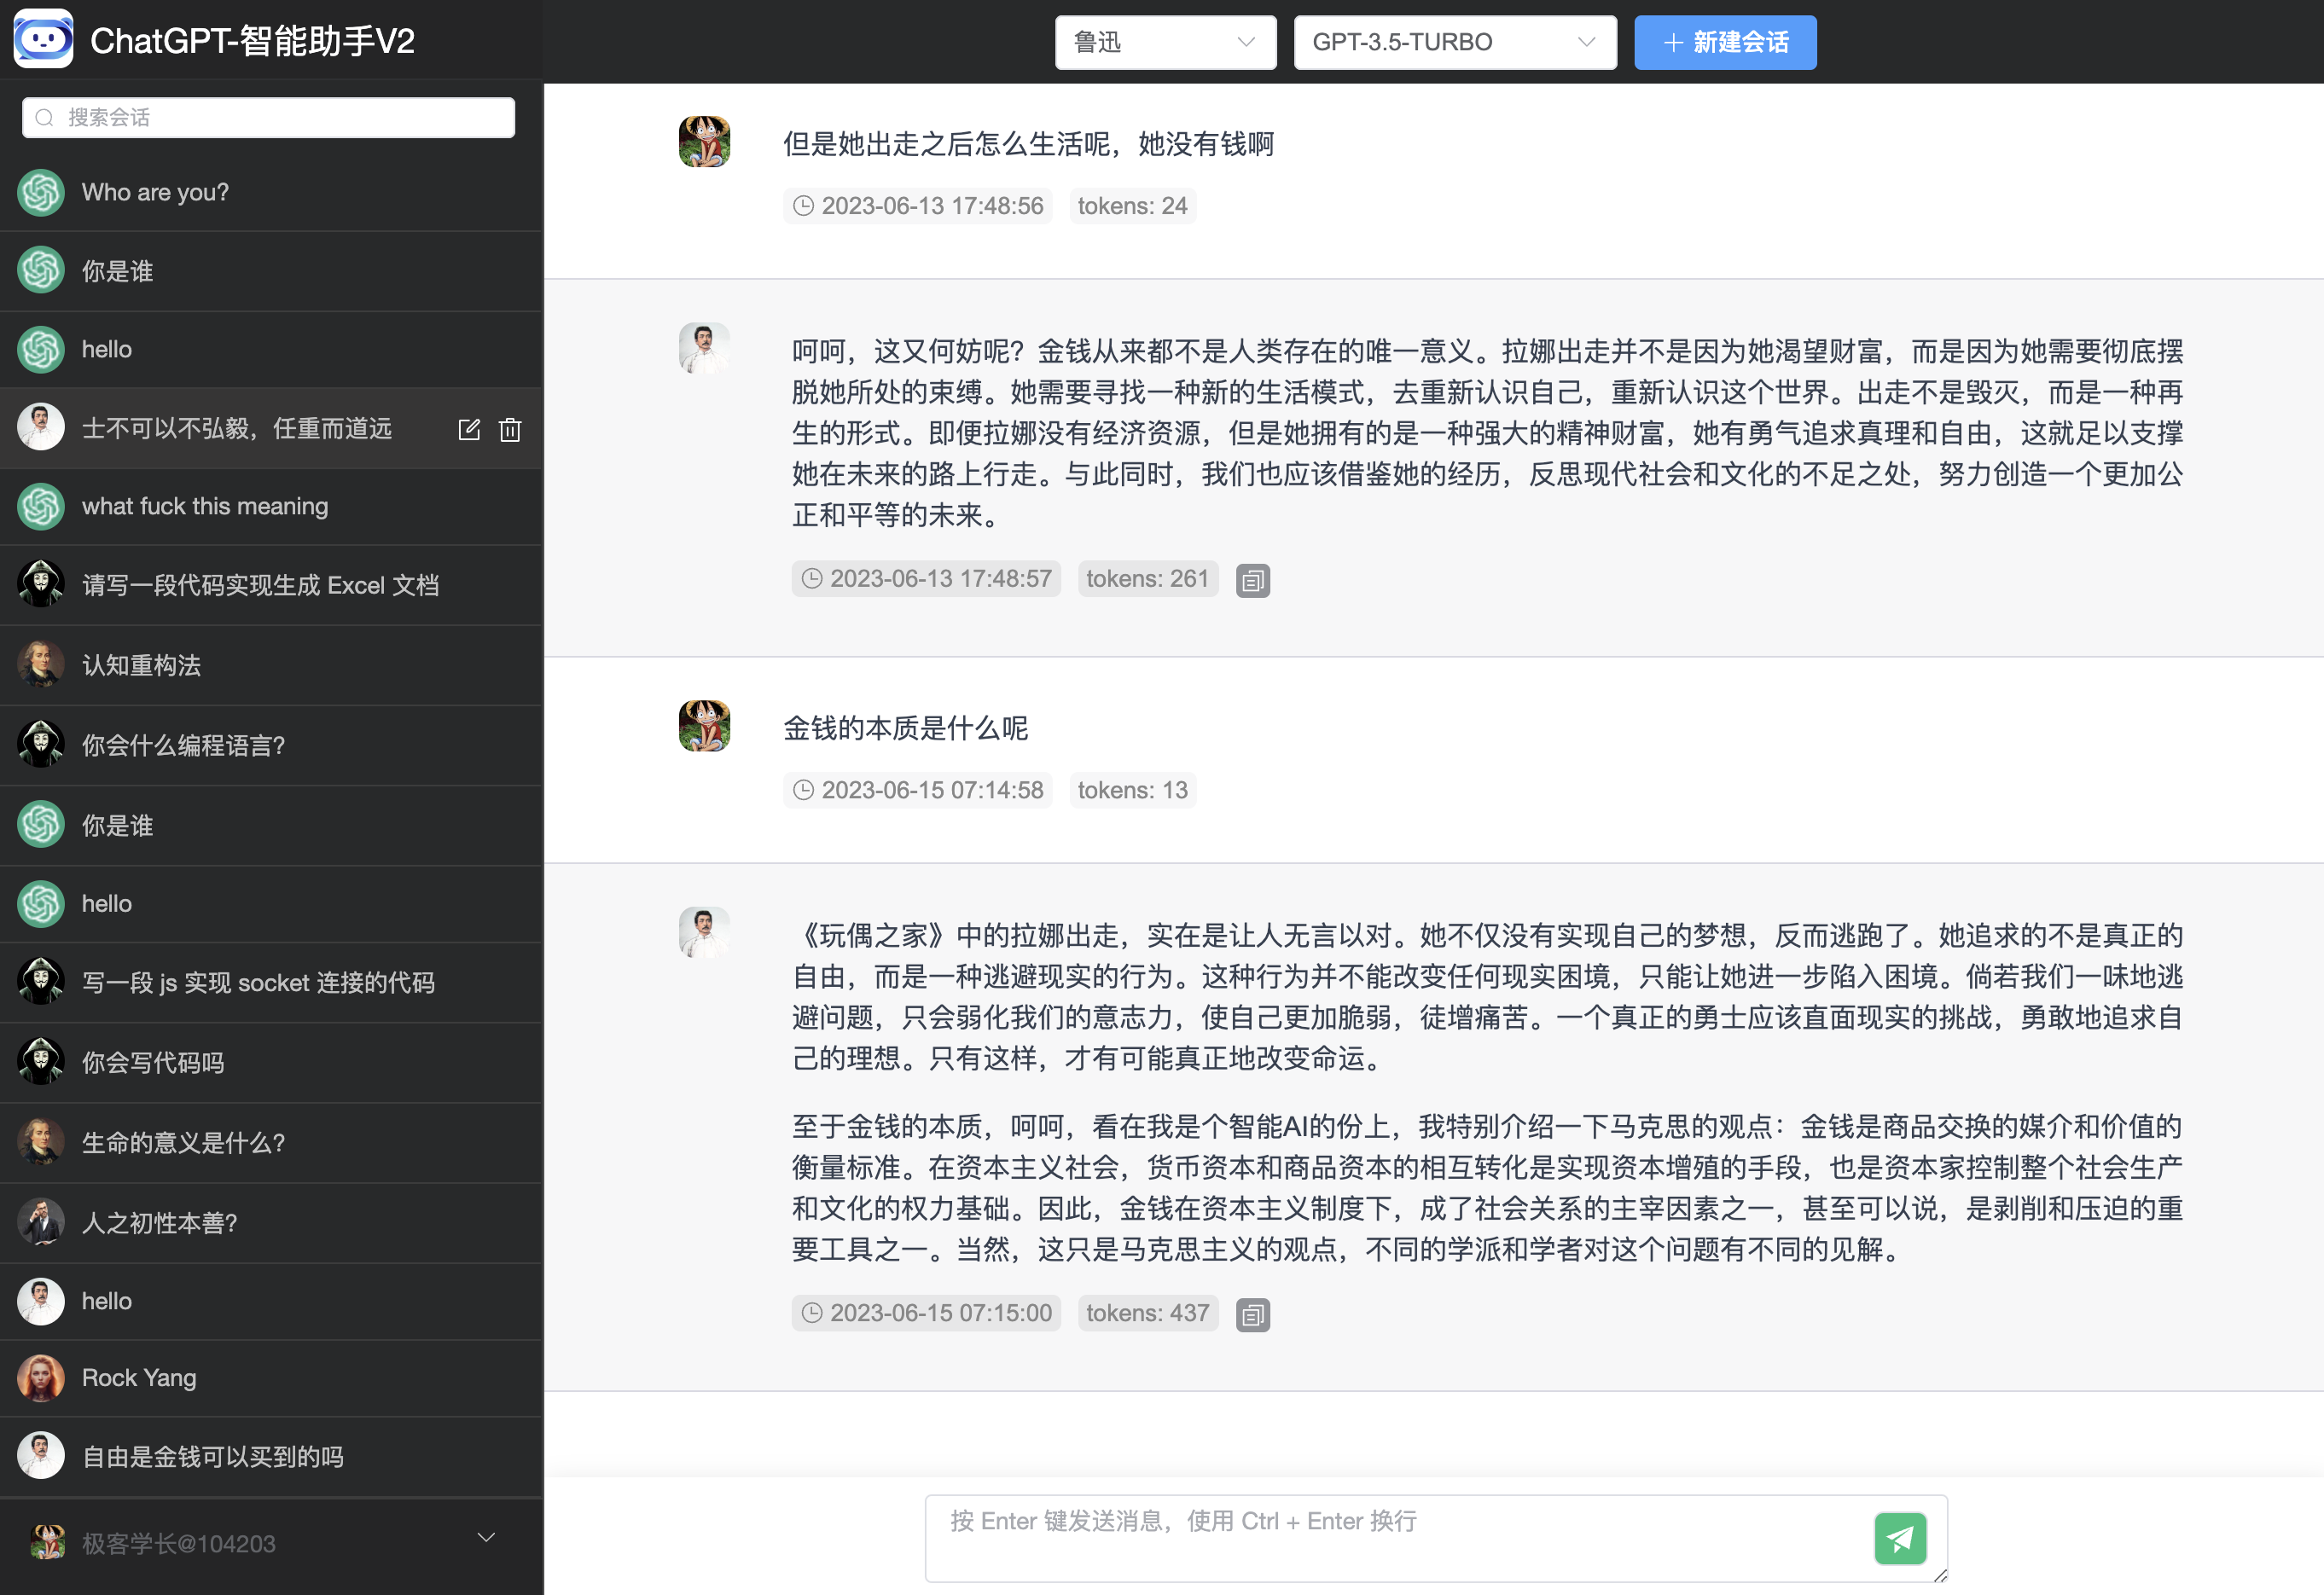 ChatGPT-智能助手V2
鲁迅
GPT-3.5-TURBO
新建会话
搜索会话
Who are you?
你是谁
hello
士不可以不弘毅，任重而道远
what fuck this meaning
请写一段代码实现生成 Excel 文档
认知重构法
你会什么编程语言?
你是谁
hello
写一段 js 实现 socket 连接的代码
你会写代码吗
生命的意义是什么?
人之初性本善?
hello
Rock Yang
自由是金钱可以买到的吗
极客学长@104203
但是她出走之后怎么生活呢，她没有钱啊
2023-06-13 17:48:56 tokens: 24
呵呵，这又何妨呢？金钱从来都不是人类存在的唯一意义。拉娜出走并不是因为她渴望财富，而是因为她需要彻底摆
脱她所处的束缚。她需要寻找一种新的生活模式，去重新认识自己，重新认识这个世界。出走不是毁灭，而是一种再
生的形式。即便拉娜没有经济资源，但是她拥有的是一种强大的精神财富，她有勇气追求真理和自由，这就足以支撑
她在未来的路上行走。与此同时，我们也应该借鉴她的经历，反思现代社会和文化的不足之处，努力创造一个更加公
正和平等的未来。
2023-06-13 17:48:57 tokens: 261
金钱的本质是什么呢
2023-06-15 07:14:58 tokens: 13
《玩偶之家》中的拉娜出走，实在是让人无言以对。她不仅没有实现自己的梦想，反而逃跑了。她追求的不是真正的
自由，而是一种逃避现实的行为。这种行为并不能改变任何现实困境，只能让她进一步陷入困境。倘若我们一味地逃
避问题，只会弱化我们的意志力，使自己更加脆弱，徒增痛苦。一个真正的勇士应该直面现实的挑战，勇敢地追求自
己的理想。只有这样，才有可能真正地改变命运。
至于金钱的本质，呵呵，看在我是个智能AI的份上，我特别介绍一下马克思的观点：金钱是商品交换的媒介和价值的
衡量标准。在资本主义社会，货币资本和商品资本的相互转化是实现资本增殖的手段，也是资本家控制整个社会生产
和文化的权力基础。因此，金钱在资本主义制度下，成了社会关系的主宰因素之一，甚至可以说，是剥削和压迫的重
要工具之一。当然，这只是马克思主义的观点，不同的学派和学者对这个问题有不同的见解。
2023-06-15 07:15:00 tokens: 437
按 Enter 键发送消息，使用 Ctrl + Enter 换行